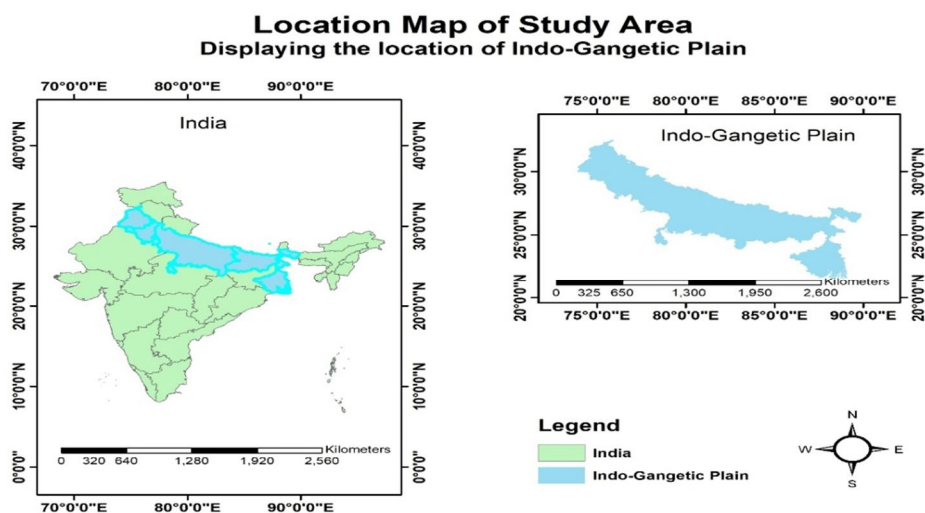 Location Map of Study Area
Displaying the location of Indo-Gangetic Plain
70°0'0"E 80°0'0"E 90°0'0"E
India
40°0'0"N
30°0'0"N
20°0'0"N
10°0'0"N
0°0'0"
40°0'0"N
30°0'0"N
20°0'0"N
10°0'0"N
0°0'0"
Kilometers
0 320 640 1,280 1,920 2,560
70°0'0"E 80°0'0"E 90°0'0"E
75°0'0"E 80°0'0"E 85°0'0"E 90°0'0"E
Indo-Gangetic Plain
30°0'0"N
25°0'0"N
20°0'0"N
30°0'0"N
25°0'0"N
20°0'0"N
Kilometers
0 325 650 1,300 1,950 2,600
75°0'0"E 80°0'0"E 85°0'0"E 90°0'0"E
Legend
India
Indo-Gangetic Plain
N
W E
S